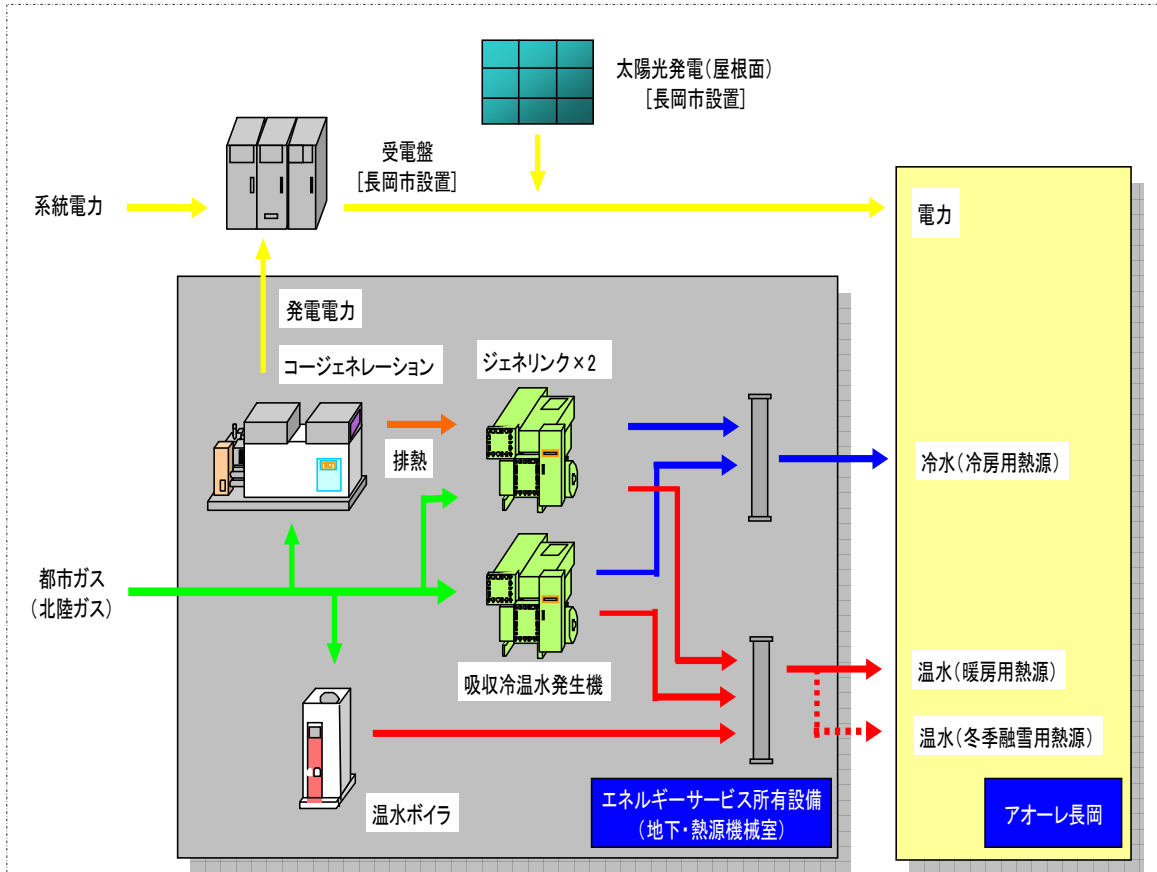 太陽光発電(屋根面)
[長岡市設置]
受電盤
[長岡市設置]
系統電力
電力
発電電力
コージェネレーション
ジェネリンク×2
排熱
冷水(冷房用熱源)
都市ガス
(北陸ガス)
吸収冷温水発生機
温水(暖房用熱源)
温水(冬季融雪用熱源)
温水ボイラ
エネルギーサービス所有設備
(地下・熱源機械室)
アオーレ長岡